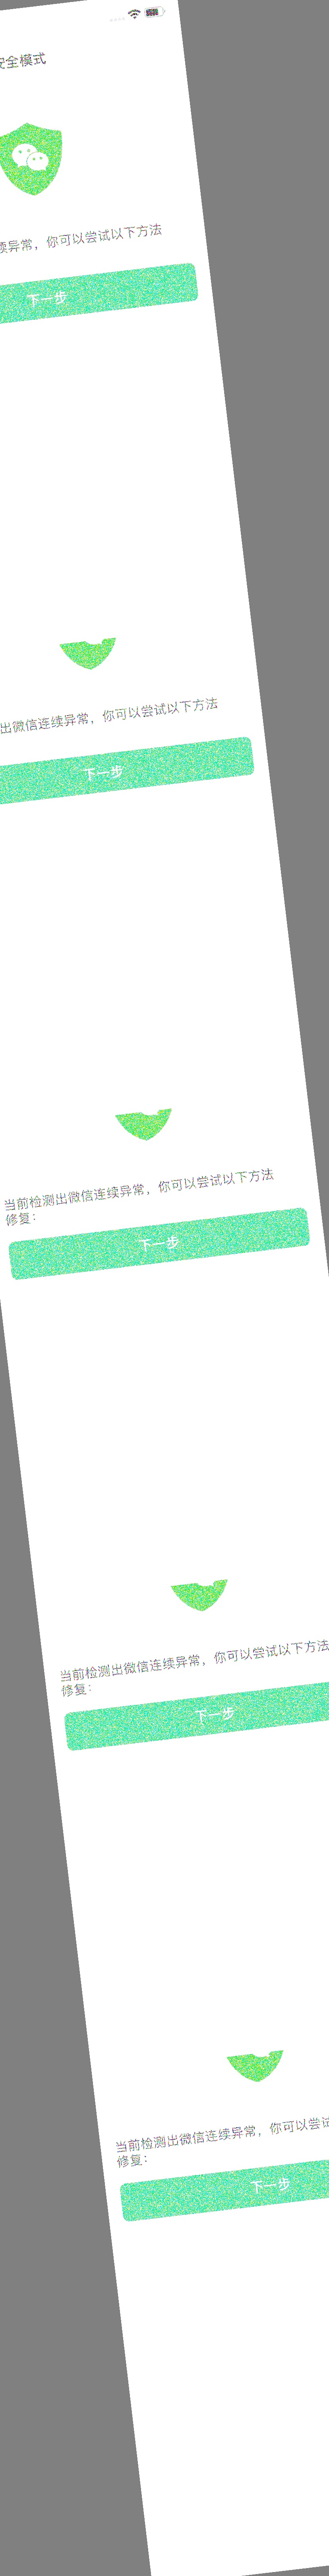 安全模式
续异常，你可以尝试以下方法
下一步
出微信连续异常，你可以尝试以下方法
下一步
当前检测出微信连续异常，你可以尝试以下方法
修复：
下一步
当前检测出微信连续异常，你可以尝试以下方法
修复：
下一步
当前检测出微信连续异常，你可以尝试
修复：
下一步